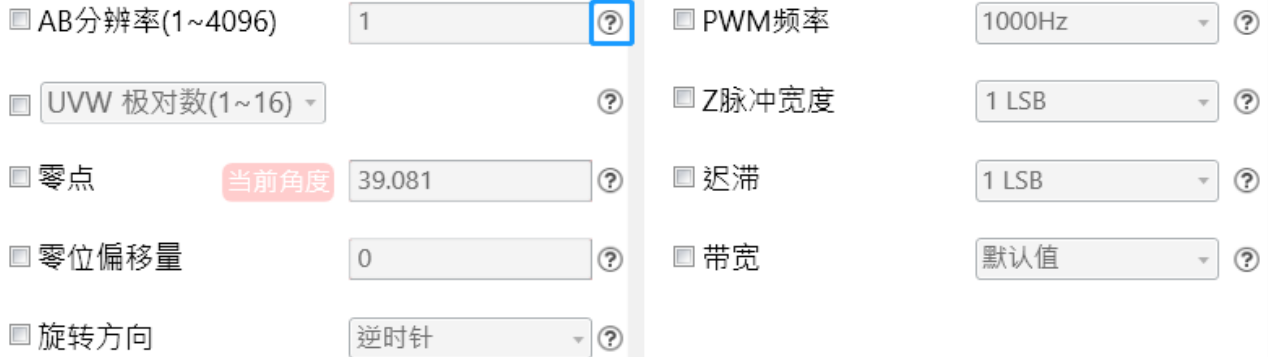 AB分辨率(1~4096) 1 ?
UVW 极对数(1~16) ?
零点 当前角度 39.081 ?
零位偏移量 0 ?
旋转方向 逆时针 ?
PWM频率 1000Hz ?
Z脉冲宽度 1 LSB ?
迟滞 1 LSB ?
带宽 默认值 ?